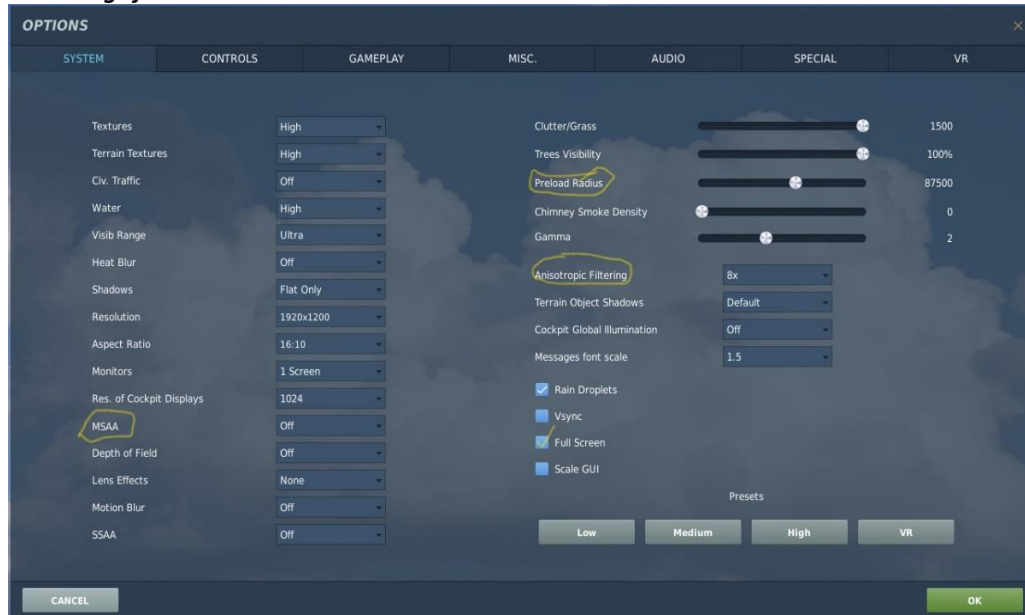 OPTIONS
SYSTEM CONTROLS GAMEPLAY MISC. AUDIO SPECIAL VR
Textures High
Terrain Textures High
Civ. Traffic Off
Water High
Visib Range Ultra
Heat Blur Off
Shadows Flat Only
Resolution 1920x1200
Aspect Ratio 16:10
Monitors 1 Screen
Res. of Cockpit Displays 1024
MSAA Off
Depth of Field Off
Lens Effects None
Motion Blur Off
SSAA Off
Clutter/Grass 1500
Trees Visibility 100%
Preload Radius 87500
Chimney Smoke Density 0
Gamma 2
Anisotropic Filtering 8x
Terrain Object Shadows Default
Cockpit Global Illumination Off
Messages font scale 1.5
Rain Droplets
Vsync
Full Screen
Scale GUI
Presets
Low Medium High VR
CANCEL OK